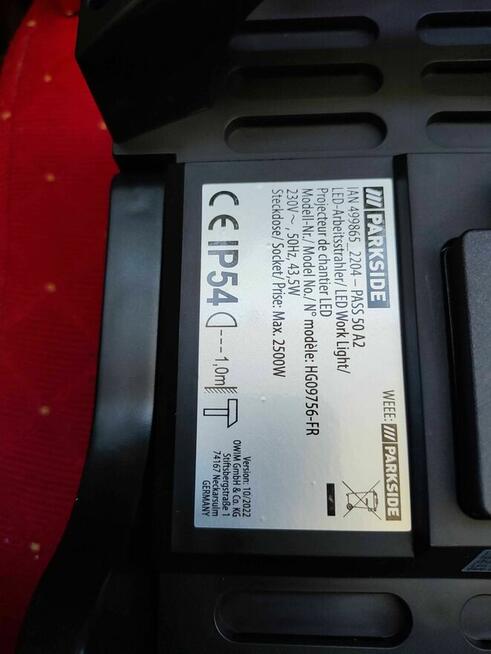 /// PARKSIDE
IAN 499865_2204 – PASS 50 A2
LED-Arbeitsstrahler/ LED Work Light/
Projecteur de chantier LED
Modell-Nr./ Model No./ N° modèle: HG09756-FR
230V~, 50Hz, 43,5W
Steckdose/ Socket/ Prise: Max. 2500W
CE IP54 1,0m
WEEE: /// PARKSIDE
Version: 10/2022
OWIM GmbH & Co. KG
Stiftsbergstraße 1
74167 Neckarsulm
GERMANY